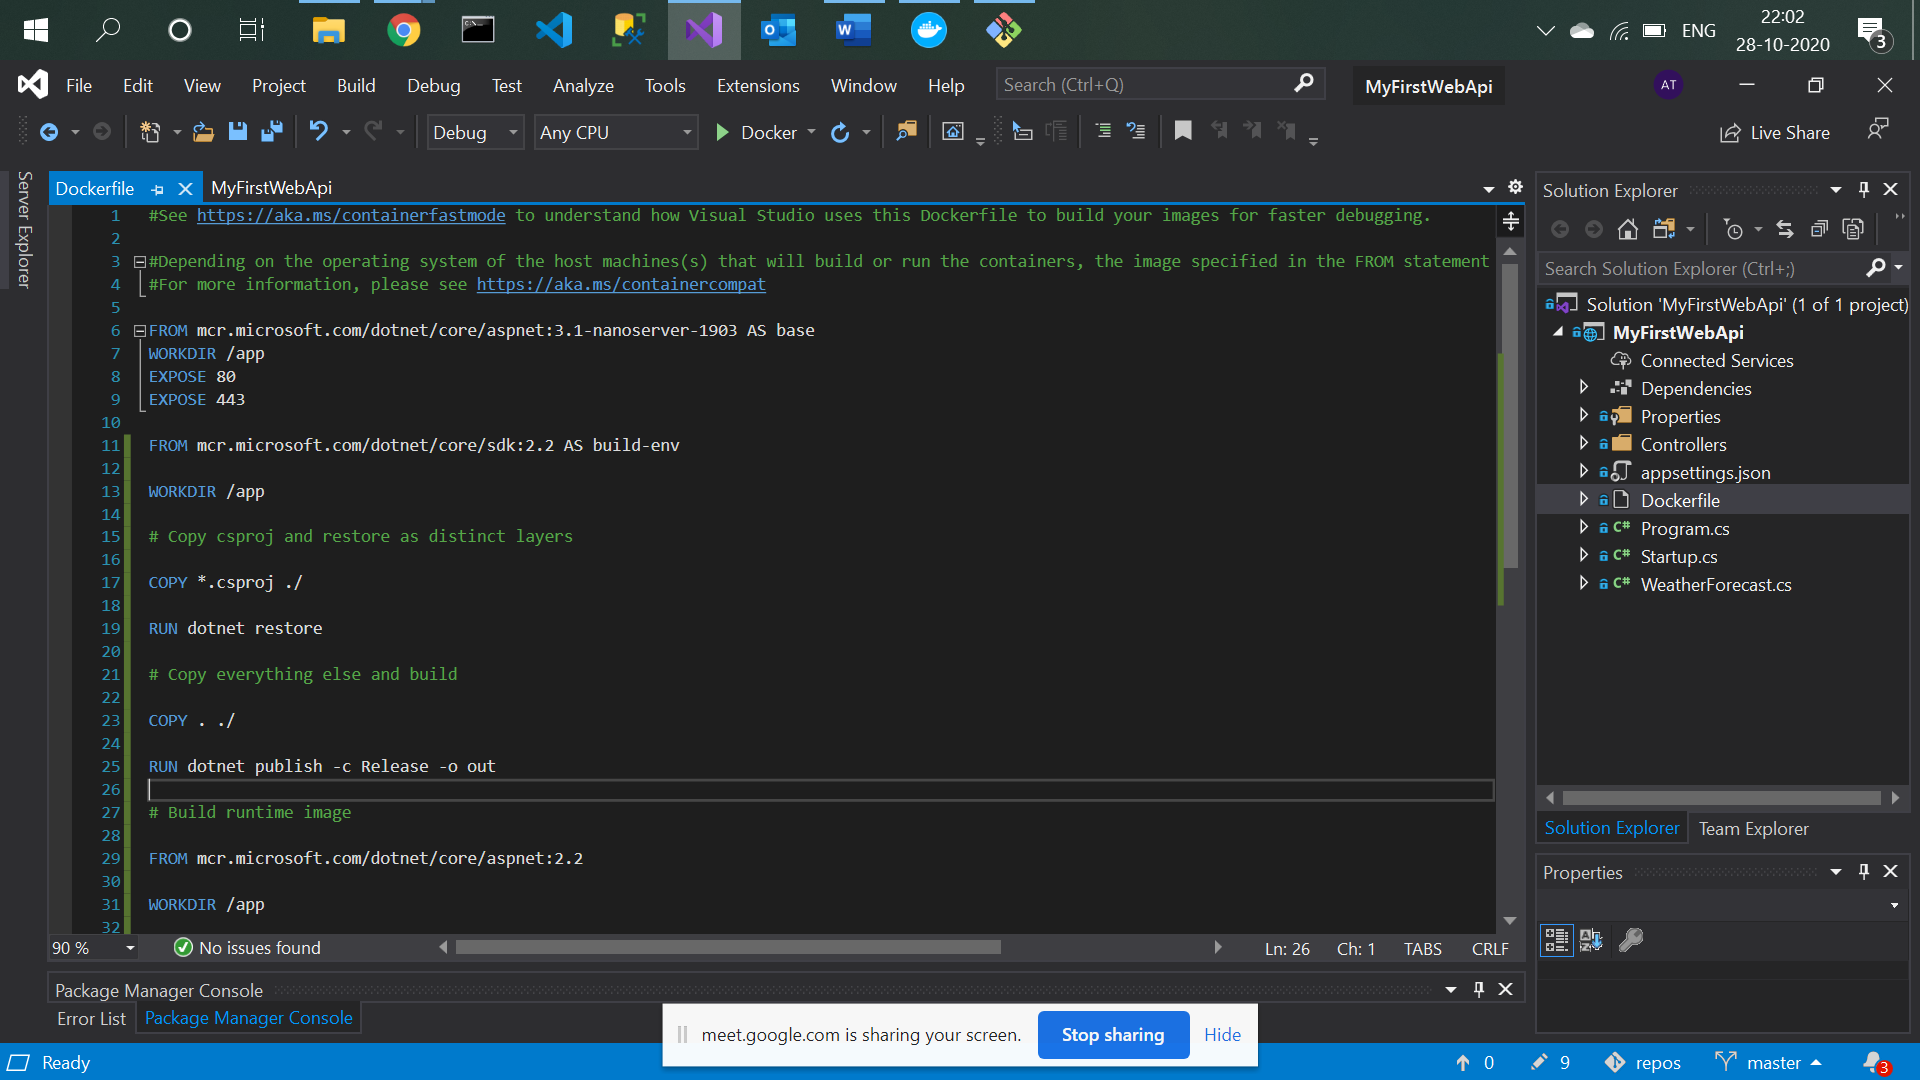 ENG
22:02
28-10-2020
3
File Edit View Project Build Debug Test Analyze Tools Extensions Window Help Search (Ctrl+Q) MyFirstWebApi AT
Debug Any CPU Docker Live Share
Server Explorer
Dockerfile MyFirstWebApi
1 #See https://aka.ms/containerfastmode to understand how Visual Studio uses this Dockerfile to build your images for faster debugging.
2
3 #Depending on the operating system of the host machines(s) that will build or run the containers, the image specified in the FROM statement
4 #For more information, please see https://aka.ms/containercompat
5
6 FROM mcr.microsoft.com/dotnet/core/aspnet:3.1-nanoserver-1903 AS base
7 WORKDIR /app
8 EXPOSE 80
9 EXPOSE 443
10
11 FROM mcr.microsoft.com/dotnet/core/sdk:2.2 AS build-env
12
13 WORKDIR /app
14
15 # Copy csproj and restore as distinct layers
16
17 COPY *.csproj ./
18
19 RUN dotnet restore
20
21 # Copy everything else and build
22
23 COPY . ./
24
25 RUN dotnet publish -c Release -o out
26
27 # Build runtime image
28
29 FROM mcr.microsoft.com/dotnet/core/aspnet:2.2
30
31 WORKDIR /app
32
90 % No issues found Ln: 26 Ch: 1 TABS CRLF
Solution Explorer
Search Solution Explorer (Ctrl+;)
Solution 'MyFirstWebApi' (1 of 1 project)
MyFirstWebApi
Connected Services
Dependencies
Properties
Controllers
appsettings.json
Dockerfile
C# Program.cs
C# Startup.cs
C# WeatherForecast.cs
Solution Explorer Team Explorer
Properties
Package Manager Console
Error List Package Manager Console
meet.google.com is sharing your screen. Stop sharing Hide
Ready 0 9 repos master 3